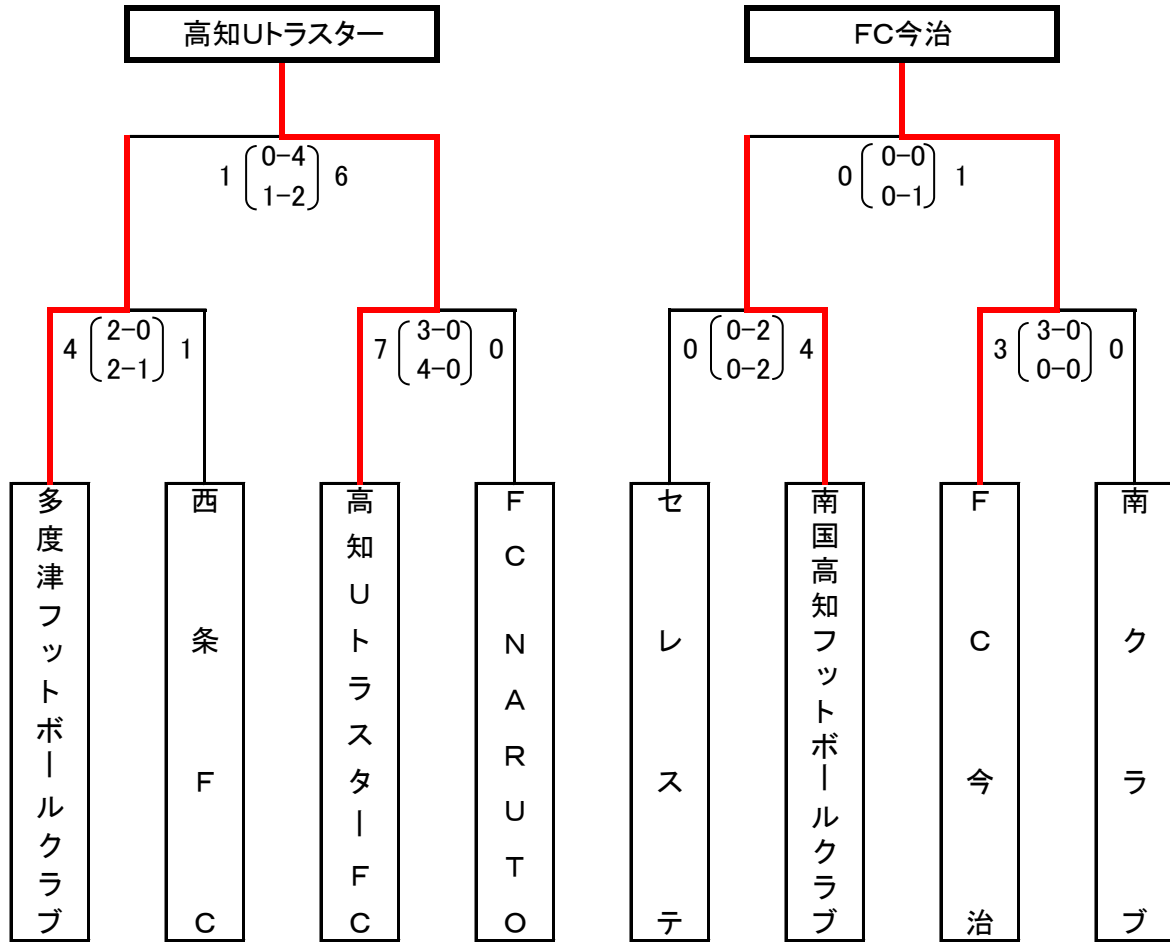 高知Uトラスター
FC今治
1 0-4 6
1-2
0 0-0 1
0-1
4 2-0 1
2-1
7 3-0 0
4-0
0 0-2 4
0-2
3 3-0 0
0-0
多度津フットボールクラブ
西条FC
高知UトラスターFC
FC NARUTO
セレステ
南国高知フットボールクラブ
FC今治
南クラブ